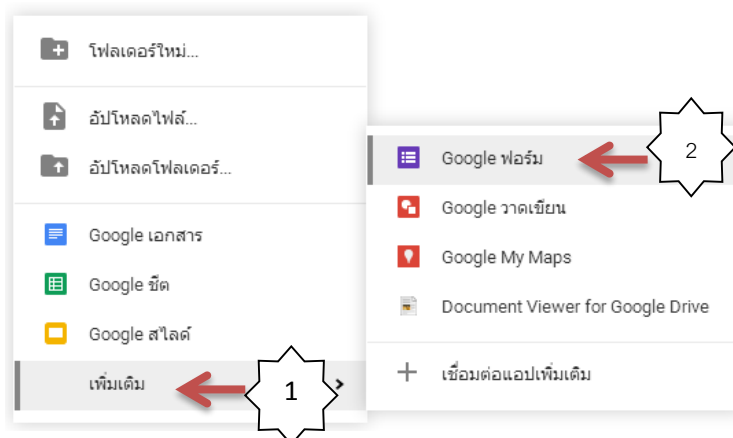 โฟลเดอร์ใหม่...
อัปโหลดไฟล์...
อัปโหลดโฟลเดอร์...
Google เอกสาร
Google ชีต
Google สไลด์
เพิ่มเติม
1
Google ฟอร์ม
2
Google วาดเขียน
Google My Maps
Document Viewer for Google Drive
เชื่อมต่อแอปเพิ่มเติม